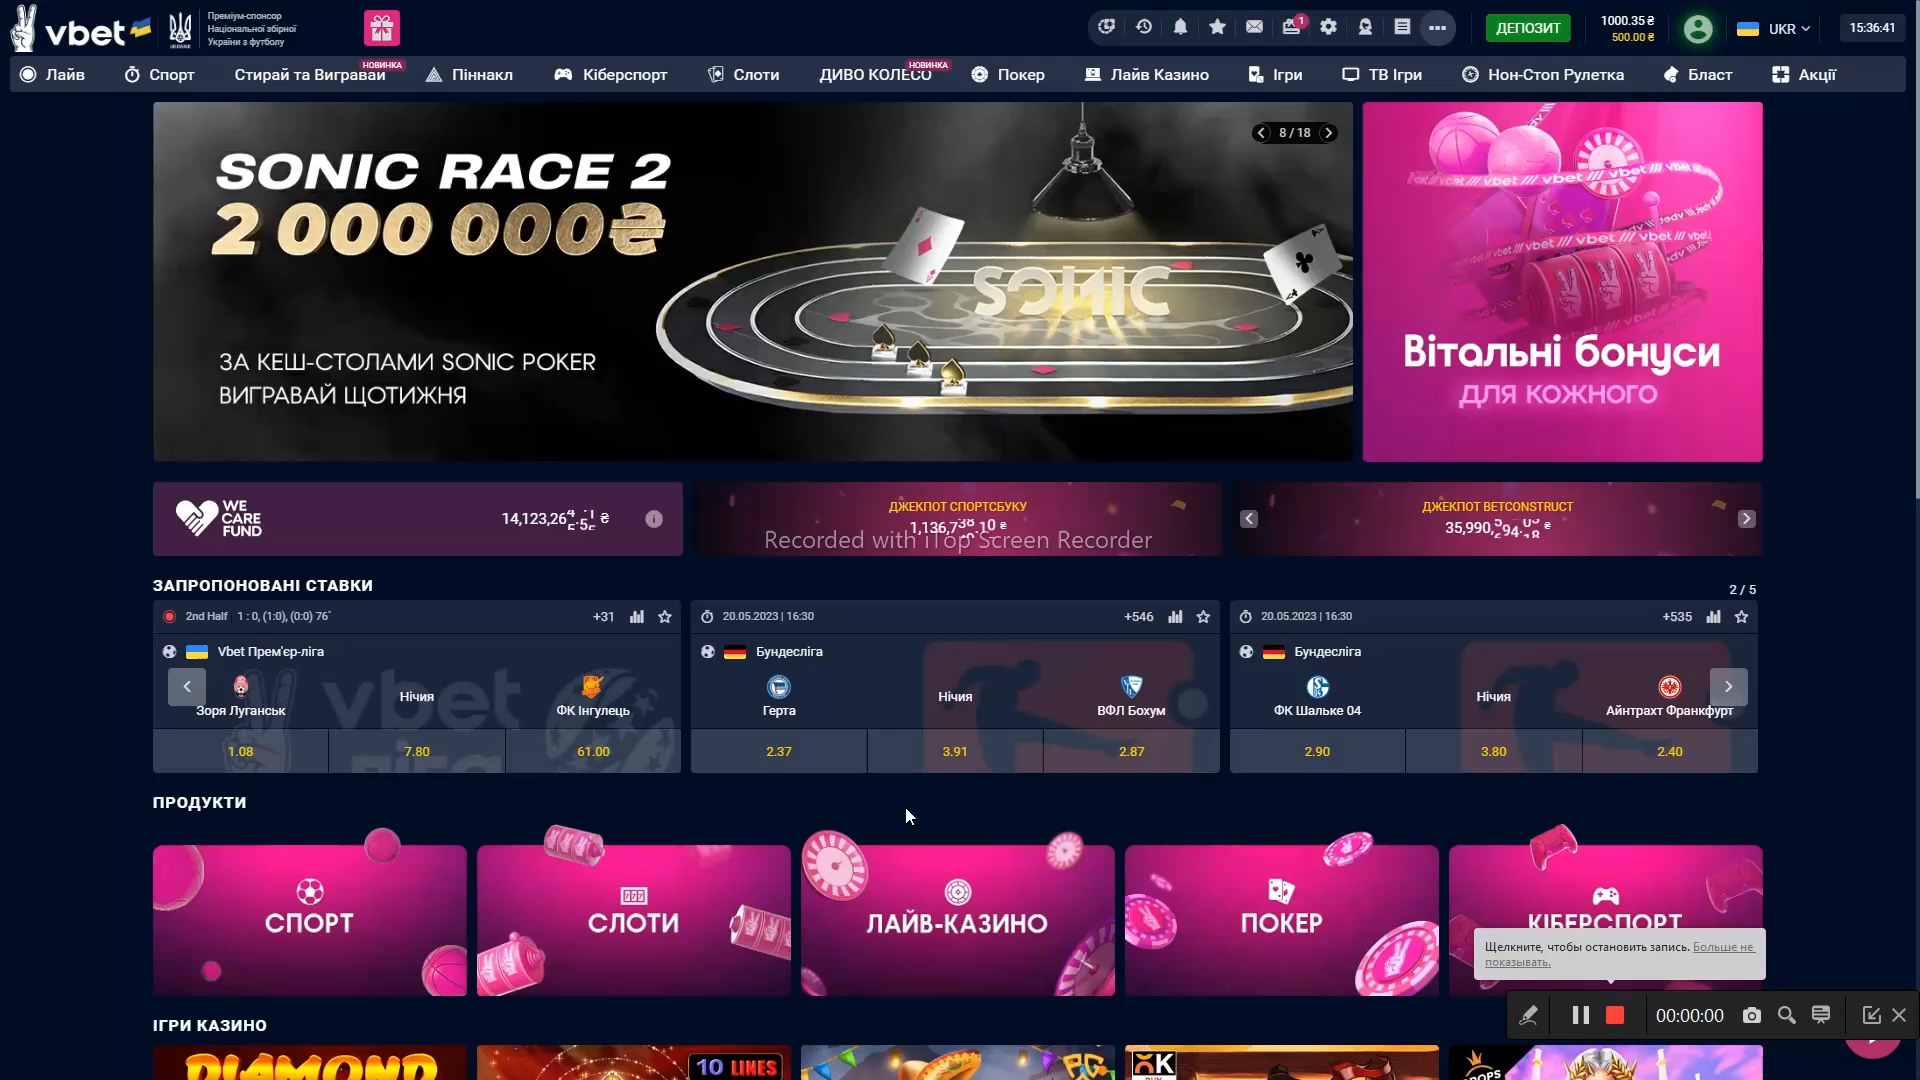 vbet
UKRAINE
Преміум-спонсор
Національної збірної
України з футболу
1
ДЕПОЗИТ
1000.35 ₴
500.00 ₴
UKR
15:36:41
Лайв
Спорт
Стирай та Вигравай
НОВИНКА
Піннакл
Кіберспорт
Слоти
ДИВО КОЛЕСО
НОВИНКА
Покер
Лайв Казино
Ігри
ТВ Ігри
Нон-Стоп Рулетка
Бласт
Акції
SONIC RACE 2
2 000 000₴
ЗА КЕШ-СТОЛАМИ SONIC POKER
ВИГРАВАЙ ЩОТИЖНЯ
SONIC
8 / 18
vbet /// vbet /// vbet
Вітальні бонуси
ДЛЯ КОЖНОГО
WE
CARE
FUND
ДЖЕКПОТ СПОРТСБУКУ
ДЖЕКПОТ BETCONSTRUCT
Recorded with iTop Screen Recorder
ЗАПРОПОНОВАНІ СТАВКИ
2 / 5
2nd Half
1 : 0, (1:0), (0:0) 76`
+31
Vbet Прем'єр-ліга
Зоря Луганськ
Нічия
ФК Інгулець
1.08
7.80
61.00
vbet
ліга
20.05.2023 | 16:30
+546
Бундесліга
Герта
Нічия
ВФЛ Бохум
2.37
3.91
2.87
20.05.2023 | 16:30
+535
Бундесліга
ФК Шальке 04
Нічия
Айнтрахт Франкфурт
2.90
3.80
2.40
ПРОДУКТИ
СПОРТ
СЛОТИ
ЛАЙВ-КАЗИНО
ПОКЕР
КІБЕРСПОРТ
Щелкните, чтобы остановить запись. Больше не
показывать.
00:00:00
ІГРИ КАЗИНО
DIAMOND
10 LINES